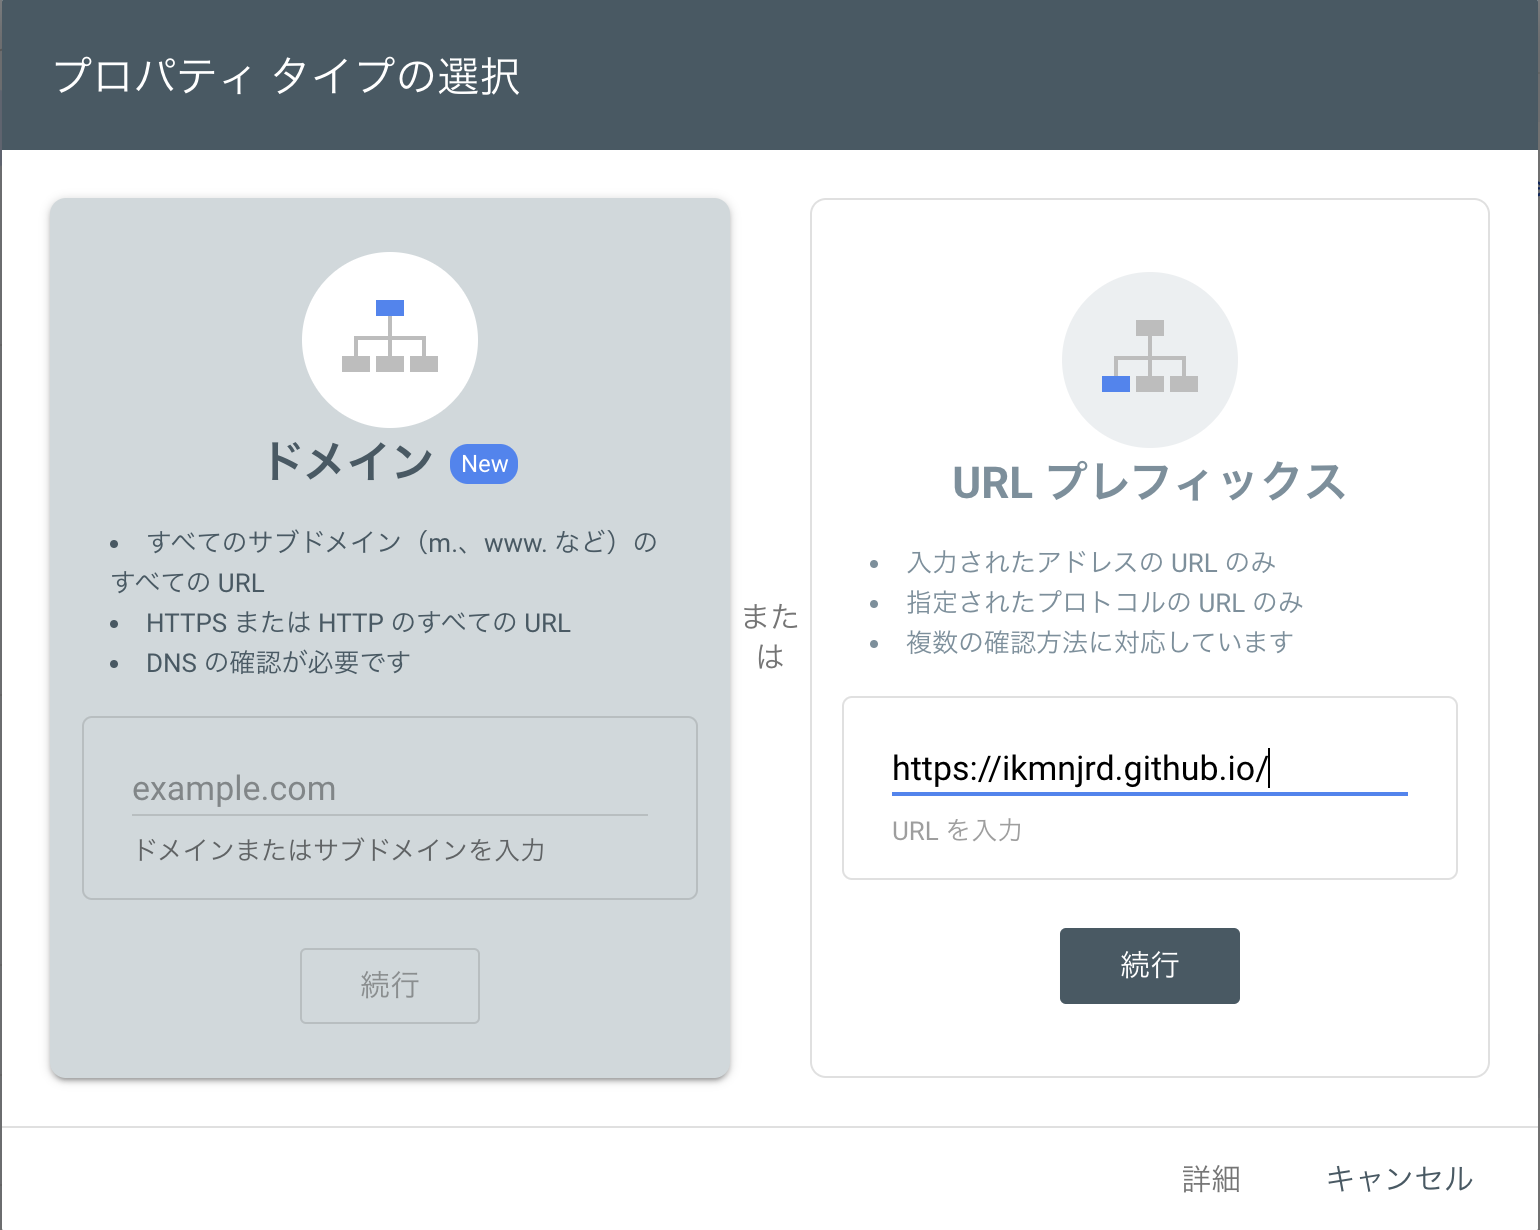 プロパティ タイプの選択
ドメイン New
• すべてのサブドメイン（m.、www. など）の
すべての URL
• HTTPS または HTTP のすべての URL
• DNS の確認が必要です
example.com
ドメインまたはサブドメインを入力
続行
また
は
URL プレフィックス
• 入力されたアドレスの URL のみ
• 指定されたプロトコルの URL のみ
• 複数の確認方法に対応しています
https://ikmnjrd.github.io/
URL を入力
続行
詳細
キャンセル